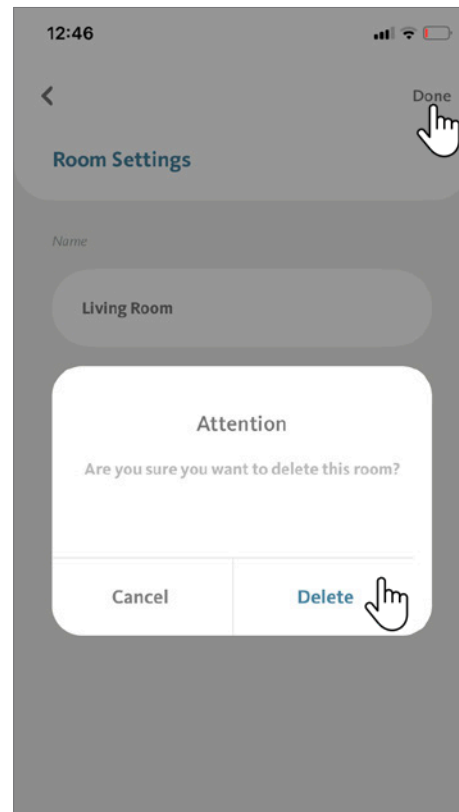 12:46
Done
Room Settings
Name
Living Room
Attention
Are you sure you want to delete this room?
Cancel
Delete